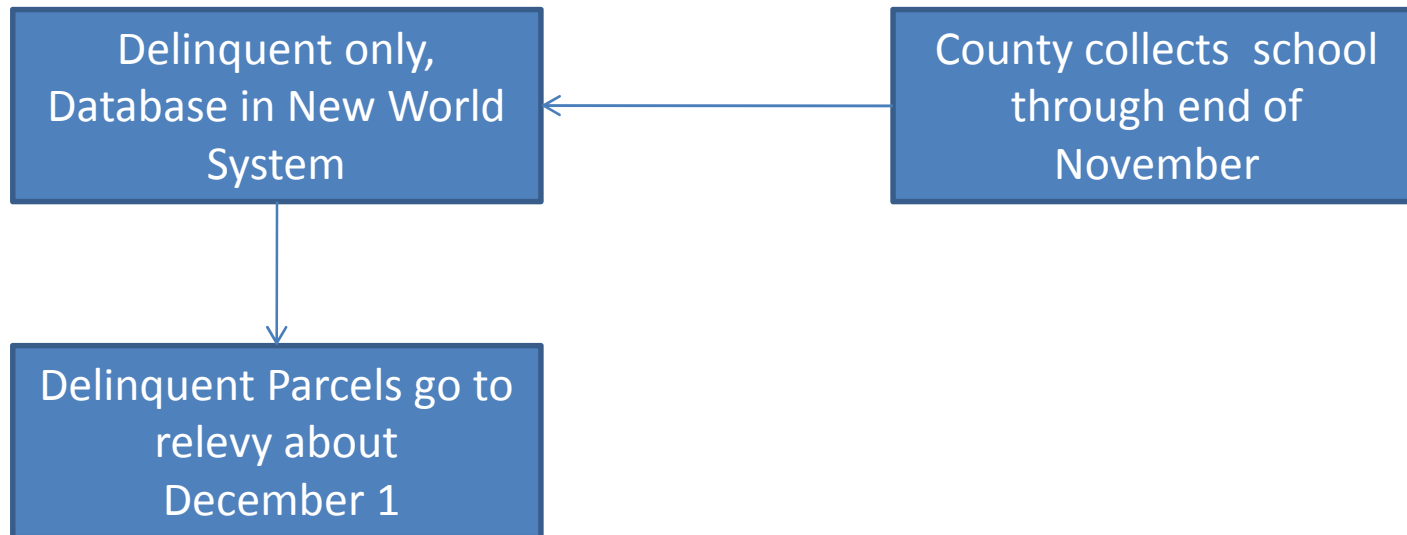 Delinquent only,
Database in New World
System
County collects  school
through end of
November
Delinquent Parcels go to
relevy about
December 1